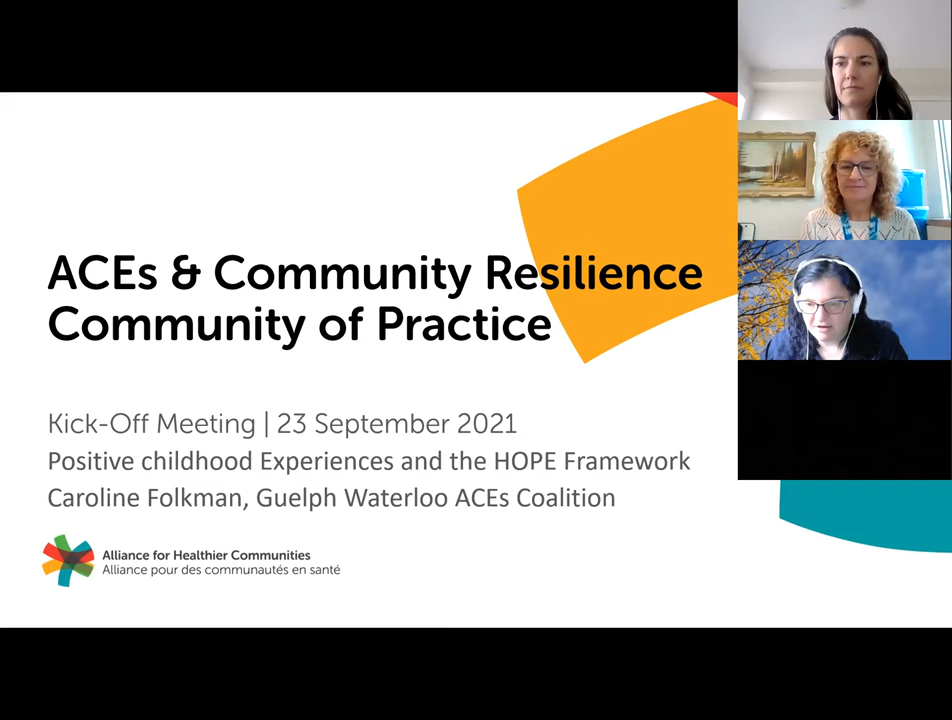 ACEs & Community Resilience
Community of Practice
Kick-Off Meeting | 23 September 2021
Positive childhood Experiences and the HOPE Framework
Caroline Folkman, Guelph Waterloo ACEs Coalition
Alliance for Healthier Communities
Alliance pour des communautés en santé